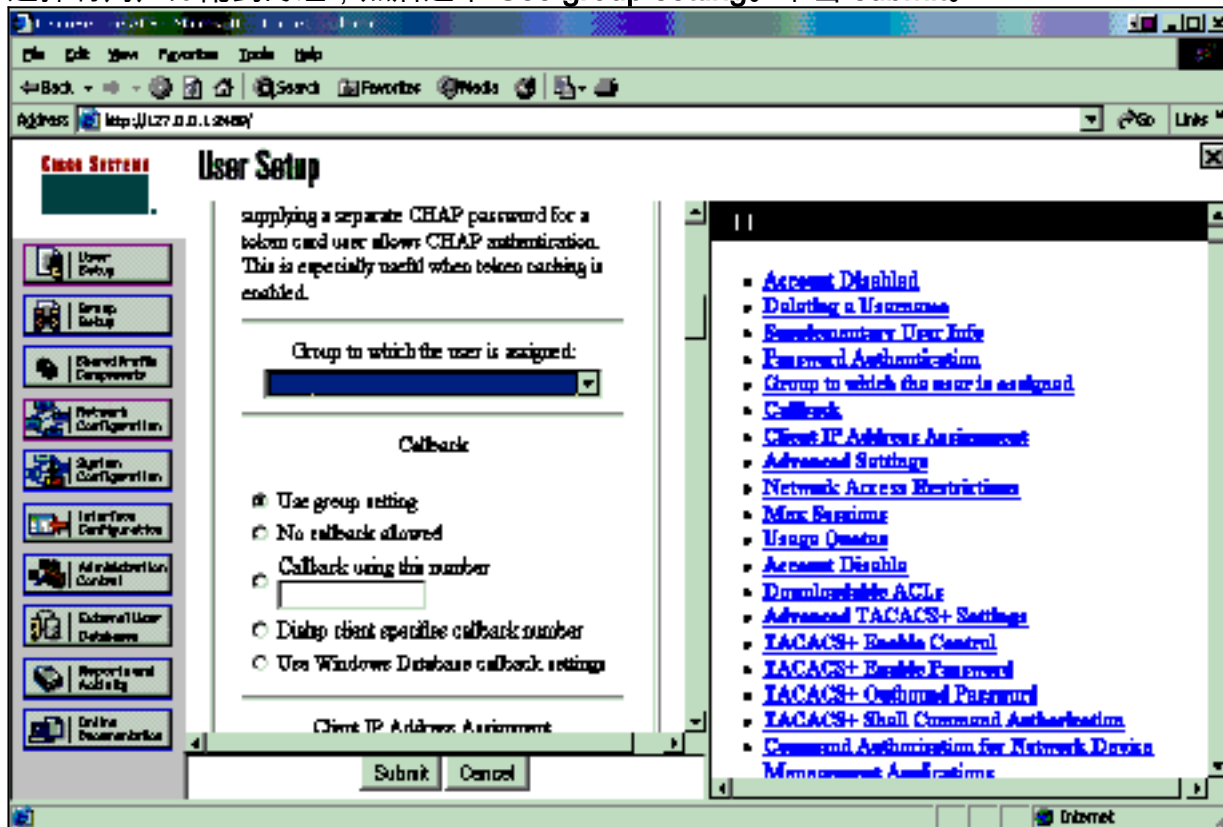 Use group setting
Submit
File Edit View Favorites Tools Help
Back Search Favorites Media
Address http://127.0.0.1:2489/ Go Links
CISCO SYSTEMS
User Setup
supplying a separate CHAP password for a
token card user allows CHAP authentication.
This is especially useful when token caching is
enabled.
Group to which the user is assigned:
Callback
Use group setting
No callback allowed
Callback using this number
Dialup client specifies callback number
Use Windows Database callback settings
Client IP Address Assignment
Submit Cancel
User
Setup
Group
Setup
Shared Profile
Components
Network
Configuration
System
Configuration
Interface
Configuration
Administration
Control
External User
Databases
Reports and
Activity
Online
Documentation
Account Disabled
Deleting a Username
Supplementary User Info
Password Authentication
Group to which the user is assigned
Callback
Client IP Address Assignment
Advanced Settings
Network Access Restrictions
Max Sessions
Usage Quotas
Account Disable
Downloadable ACLs
Advanced TACACS+ Settings
TACACS+ Enable Control
TACACS+ Enable Password
TACACS+ Outbound Password
TACACS+ Shell Command Authorization
Command Authorization for Network Device
Management Applications
Internet